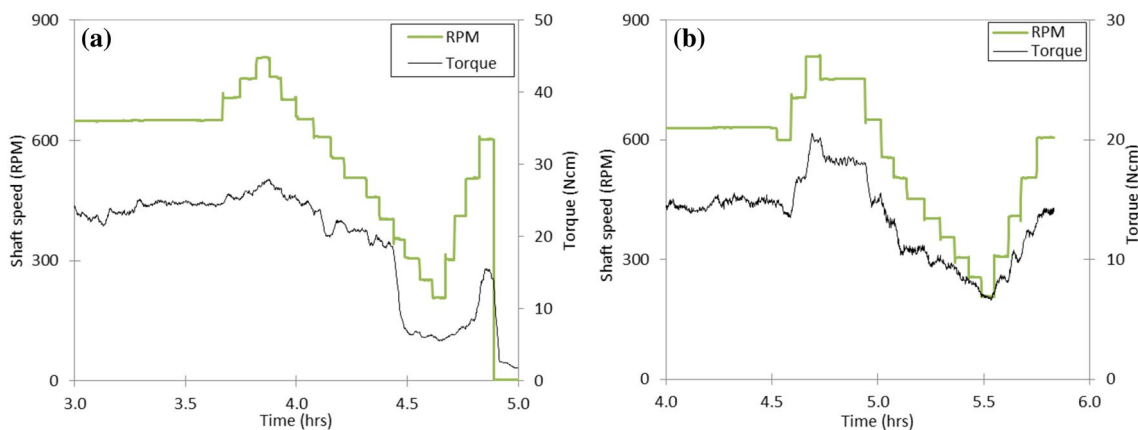 (a)
RPM
Torque
Shaft speed (RPM)
900
600
300
0
Torque (Ncm)
50
40
30
20
10
0
3.0 3.5 4.0 4.5 5.0
Time (hrs)
(b)
RPM
Torque
Shaft speed (RPM)
900
600
300
0
Torque (Ncm)
30
20
10
0
4.0 4.5 5.0 5.5 6.0
Time (hrs)